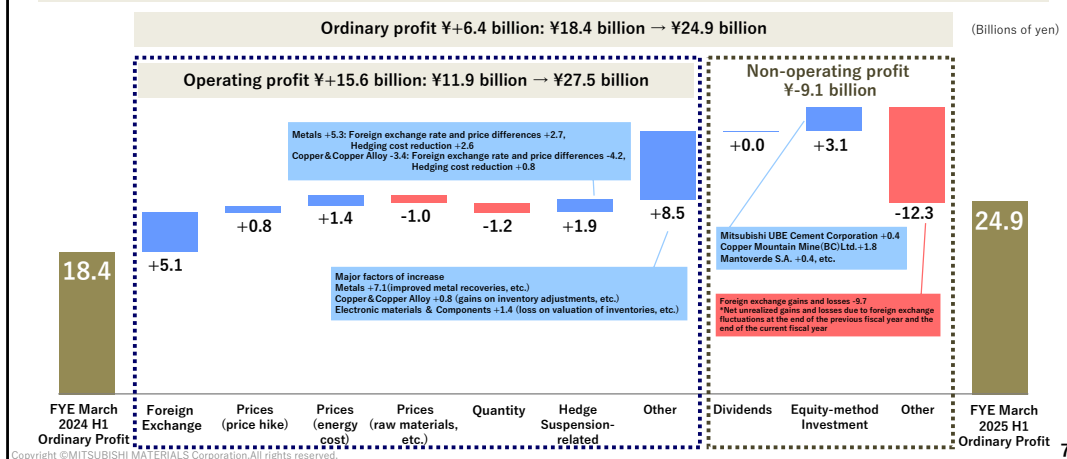 Ordinary profit ¥+6.4 billion: ¥18.4 billion → ¥24.9 billion
(Billions of yen)
Operating profit ¥+15.6 billion: ¥11.9 billion → ¥27.5 billion
Non-operating profit
¥-9.1 billion
Metals +5.3: Foreign exchange rate and price differences +2.7,
Hedging cost reduction +2.6
Copper&Copper Alloy -3.4: Foreign exchange rate and price differences -4.2,
Hedging cost reduction +0.8
18.4
+5.1
+0.8
+1.4
-1.0
-1.2
+1.9
+8.5
+0.0
+3.1
-12.3
24.9
Major factors of increase
Metals +7.1(improved metal recoveries, etc.)
Copper&Copper Alloy +0.8 (gains on inventory adjustments, etc.)
Electronic materials & Components +1.4 (loss on valuation of inventories, etc.)
Mitsubishi UBE Cement Corporation +0.4
Copper Mountain Mine(BC)Ltd.+1.8
Mantoverde S.A. +0.4, etc.
Foreign exchange gains and losses -9.7
*Net unrealized gains and losses due to foreign exchange
fluctuations at the end of the previous fiscal year and the
end of the current fiscal year
FYE March
2024 H1
Ordinary Profit
Foreign
Exchange
Prices
(price hike)
Prices
(energy
cost)
Prices
(raw materials,
etc.)
Quantity
Hedge
Suspension-
related
Other
Dividends
Equity-method
Investment
Other
FYE March
2025 H1
Ordinary Profit
Copyright ©MITSUBISHI MATERIALS Corporation.All rights reserved.
7